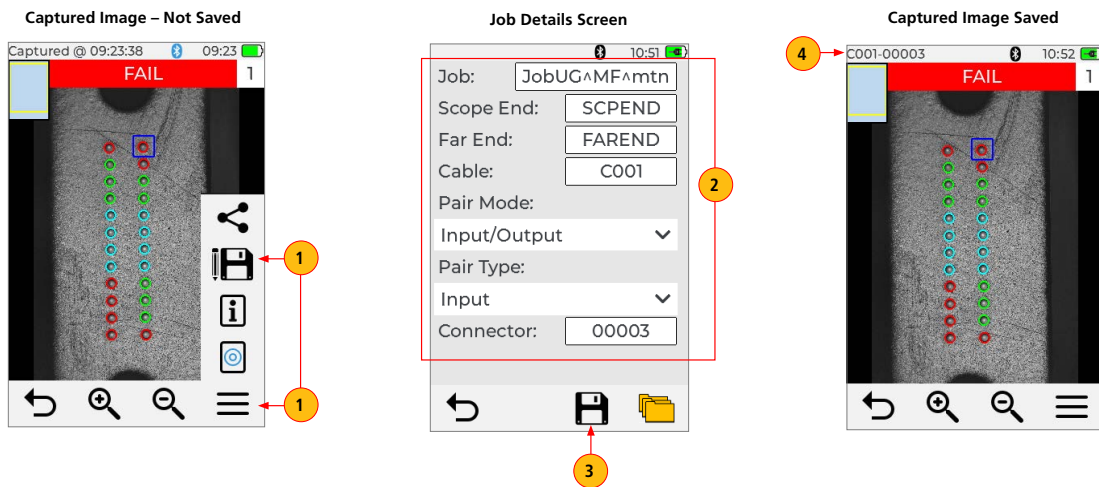 Captured Image – Not Saved
Captured @ 09:23:38 09:23
FAIL 1
1
i
1
Job Details Screen
10:51
Job: JobUG^MF^mtn
Scope End: SCPEND
Far End: FAREND
Cable: C001
Pair Mode:
Input/Output
Pair Type:
Input
Connector: 00003
2
3
Captured Image Saved
4
C001-00003 10:52
FAIL 1